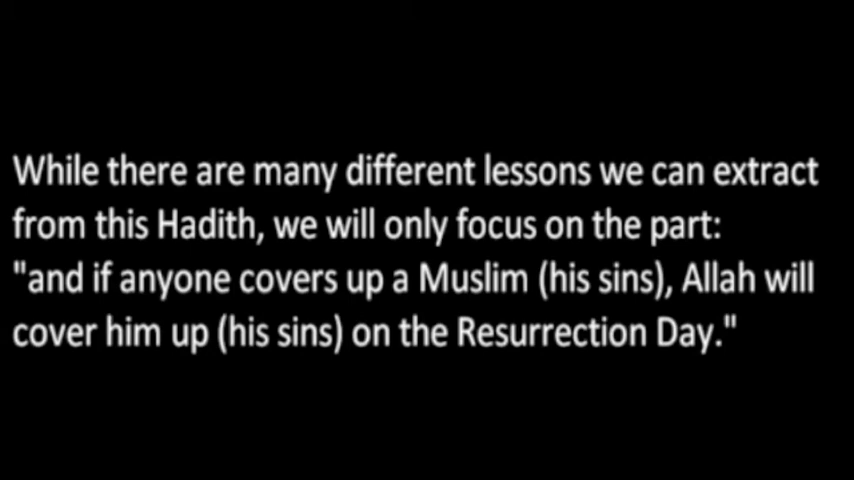 While there are many different lessons we can extract
from this Hadith, we will only focus on the part:
"and if anyone covers up a Muslim (his sins), Allah will
cover him up (his sins) on the Resurrection Day."